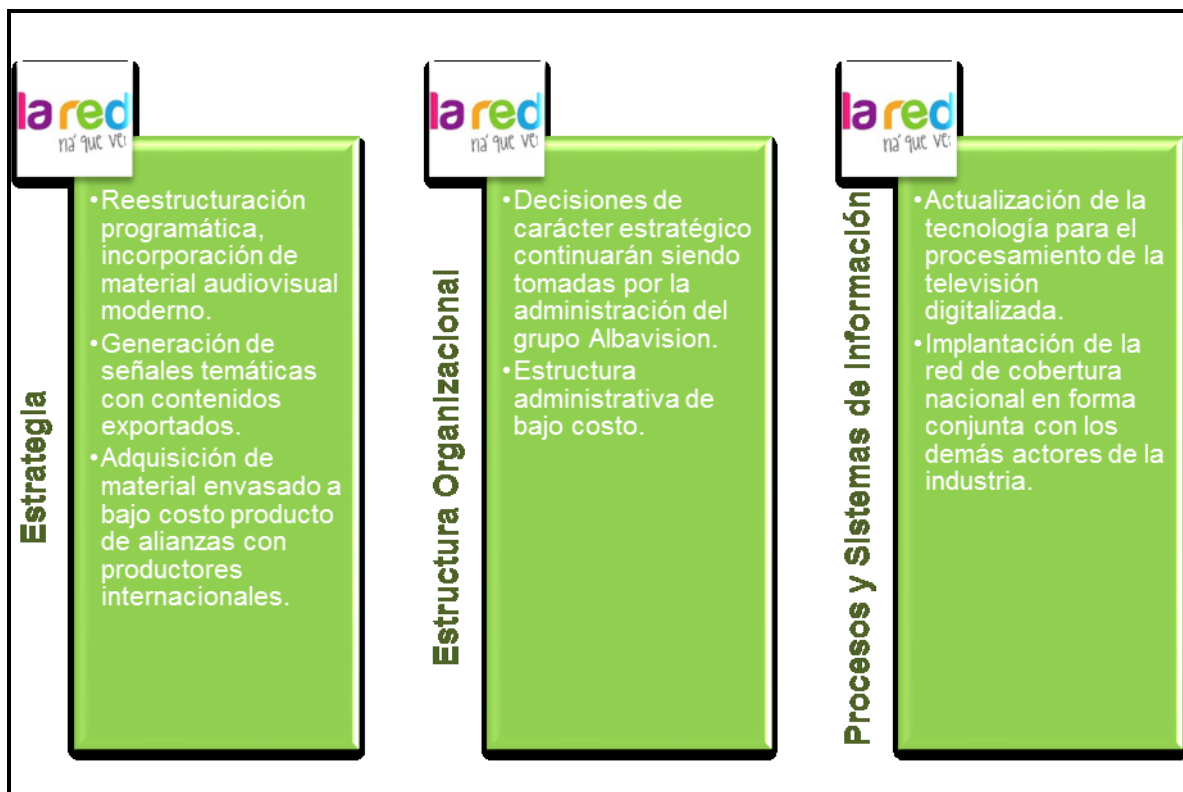 la red
na' que ver
Estrategia
•Reestructuración
programática,
incorporación de
material audiovisual
moderno.
•Generación de
señales temáticas
con contenidos
exportados.
•Adquisición de
material envasado a
bajo costo producto
de alianzas con
productores
internacionales.
la red
na' que ver
Estructura Organizacional
•Decisiones de
carácter estratégico
continuarán siendo
tomadas por la
administración del
grupo Albavision.
•Estructura
administrativa de
bajo costo.
la red
na' que ver
Procesos y Sistemas de Información
•Actualización de la
tecnología para el
procesamiento de la
televisión
digitalizada.
•Implantación de la
red de cobertura
nacional en forma
conjunta con los
demás actores de la
industria.